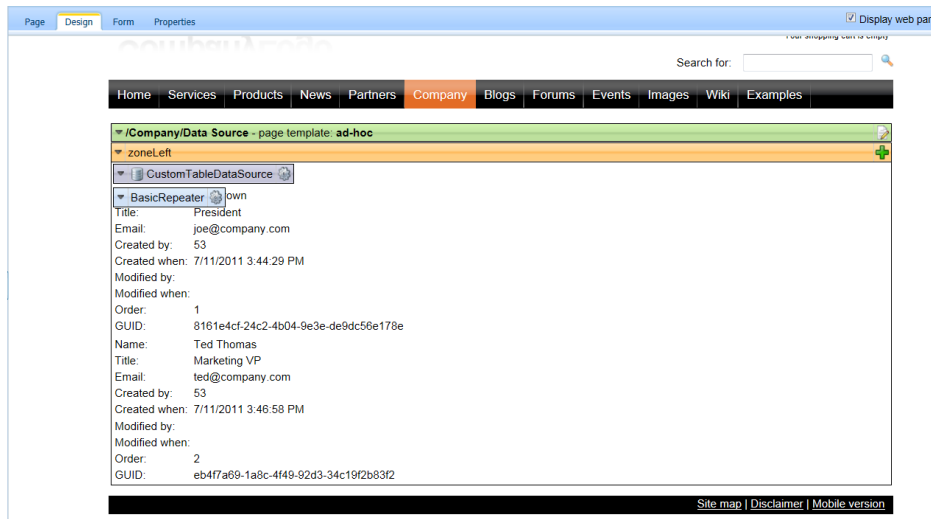 Page Design Form Properties Display web par
Your shopping cart is empty
Search for:
Home Services Products News Partners Company Blogs Forums Events Images Wiki Examples
/Company/Data Source - page template: ad-hoc
zoneLeft
CustomTableDataSource
BasicRepeater own
Title: President
Email: joe@company.com
Created by: 53
Created when: 7/11/2011 3:44:29 PM
Modified by:
Modified when:
Order: 1
GUID: 8161e4cf-24c2-4b04-9e3e-de9dc56e178e
Name: Ted Thomas
Title: Marketing VP
Email: ted@company.com
Created by: 53
Created when: 7/11/2011 3:46:58 PM
Modified by:
Modified when:
Order: 2
GUID: eb4f7a69-1a8c-4f49-92d3-34c19f2b83f2
Site map | Disclaimer | Mobile version